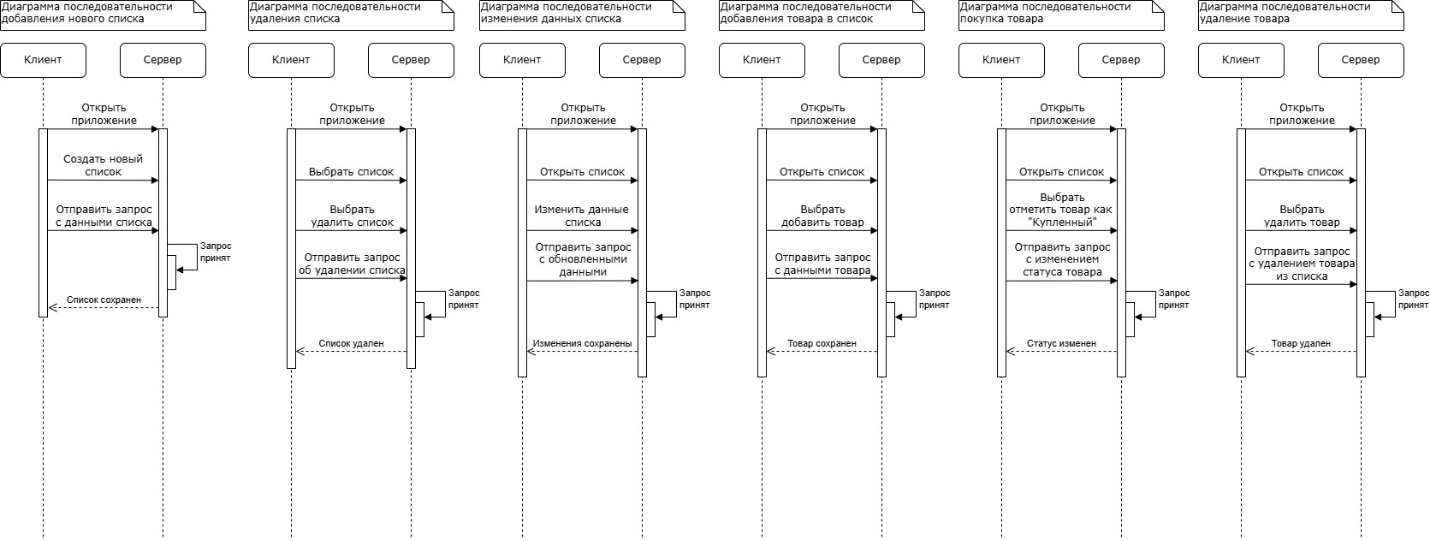 Диаграмма последовательности
добавления нового списка
Клиент
Сервер
Открыть
приложение
Создать новый
список
Отправить запрос
с данными списка
Запрос
принят
Список сохранен
Диаграмма последовательности
удаления списка
Клиент
Сервер
Открыть
приложение
Выбрать список
Выбрать
удалить список
Отправить запрос
об удалении списка
Запрос
принят
Список удален
Диаграмма последовательности
изменения данных списка
Клиент
Сервер
Открыть
приложение
Открыть список
Изменить данные
списка
Отправить запрос
с обновленными
данными
Запрос
принят
Изменения сохранены
Диаграмма последовательности
добавления товара в список
Клиент
Сервер
Открыть
приложение
Открыть список
Выбрать
добавить товар
Отправить запрос
с данными товара
Запрос
принят
Товар сохранен
Диаграмма последовательности
покупка товара
Клиент
Сервер
Открыть
приложение
Открыть список
Выбрать
отметить товар как
"Купленный"
Отправить запрос
с изменением
статуса товара
Запрос
принят
Статус изменен
Диаграмма последовательности
удаление товара
Клиент
Сервер
Открыть
приложение
Открыть список
Выбрать
удалить товар
Отправить запрос
с удалением товара
из списка
Запрос
принят
Товар удален